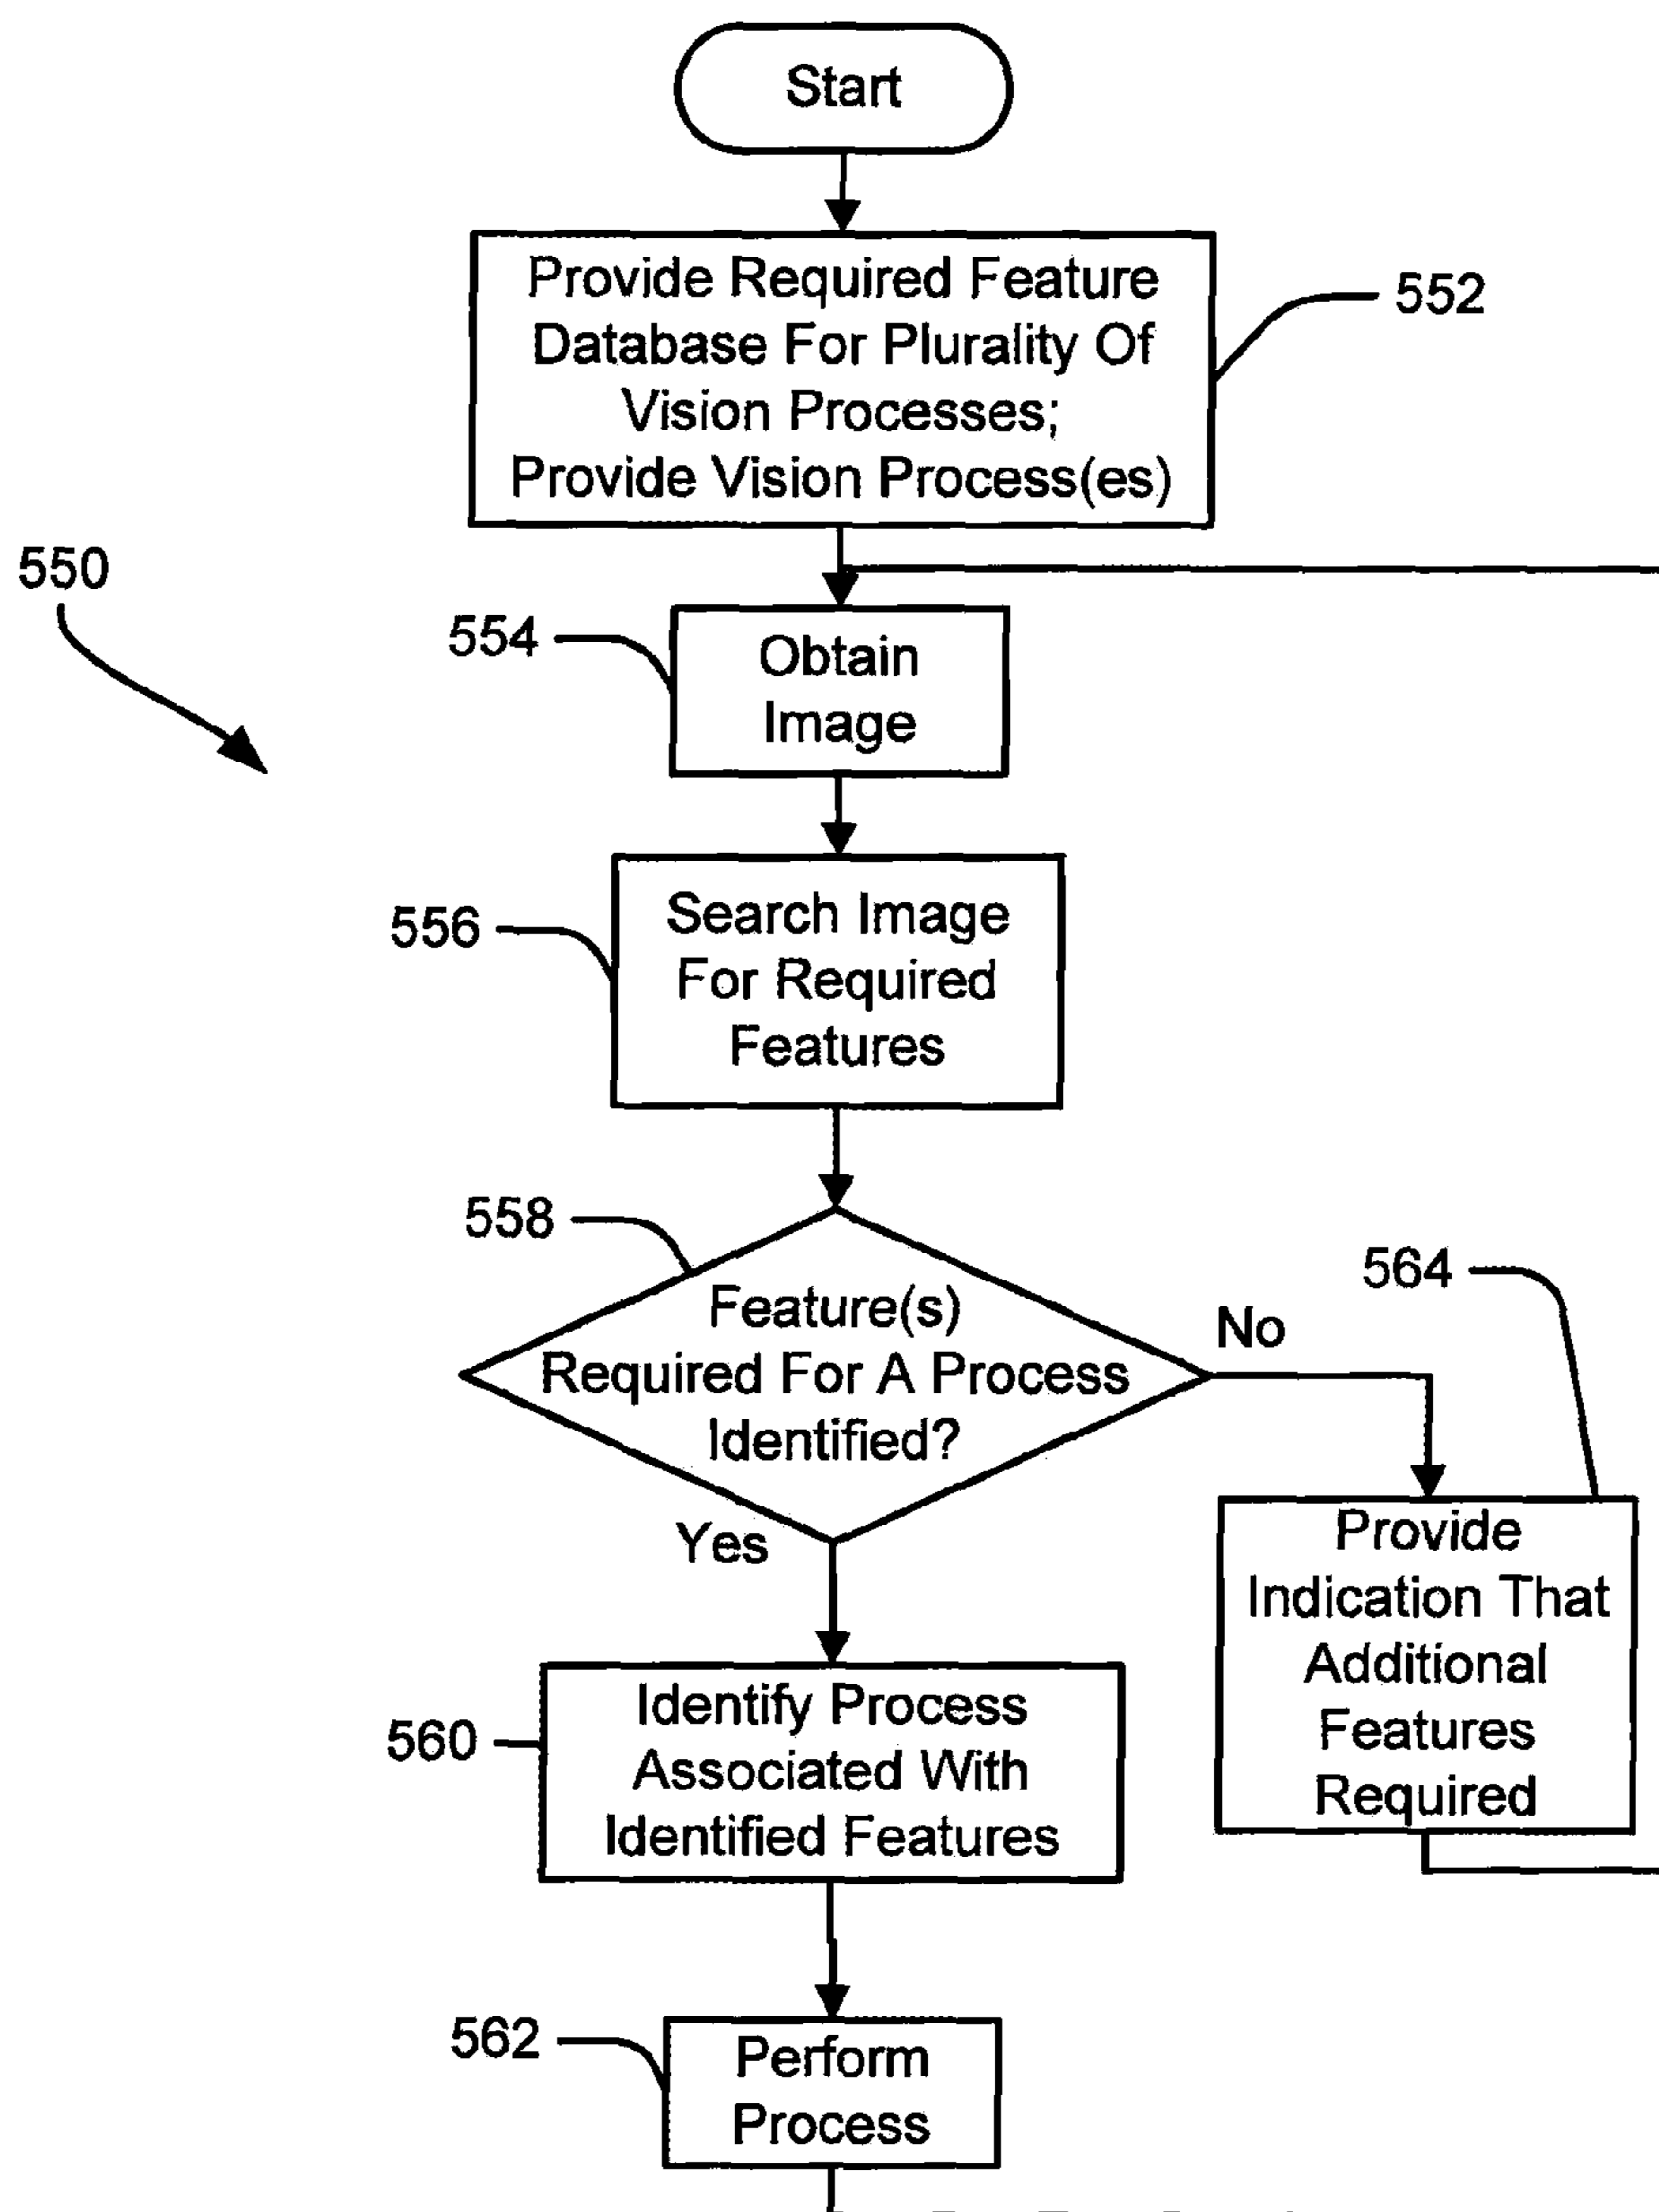 Start
Provide Required Feature
Database For Plurality Of
Vision Processes;
Provide Vision Process(es)
552
550
554
Obtain
Image
556
Search Image
For Required
Features
558
Feature(s)
Required For A Process
Identified?
No
564
Yes
Provide
Indication That
Additional
Features
Required
560
Identify Process
Associated With
Identified Features
562
Perform
Process